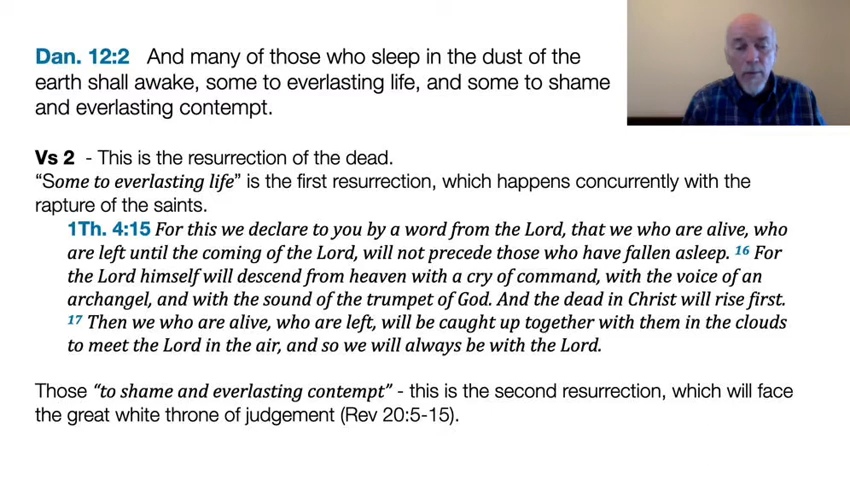 Dan. 12:2 And many of those who sleep in the dust of the
earth shall awake, some to everlasting life, and some to shame
and everlasting contempt.
Vs 2 - This is the resurrection of the dead.
“Some to everlasting life” is the first resurrection, which happens concurrently with the
rapture of the saints.
1Th. 4:15 For this we declare to you by a word from the Lord, that we who are alive, who
are left until the coming of the Lord, will not precede those who have fallen asleep. 16 For
the Lord himself will descend from heaven with a cry of command, with the voice of an
archangel, and with the sound of the trumpet of God. And the dead in Christ will rise first.
17 Then we who are alive, who are left, will be caught up together with them in the clouds
to meet the Lord in the air, and so we will always be with the Lord.
Those “to shame and everlasting contempt” - this is the second resurrection, which will face
the great white throne of judgement (Rev 20:5-15).